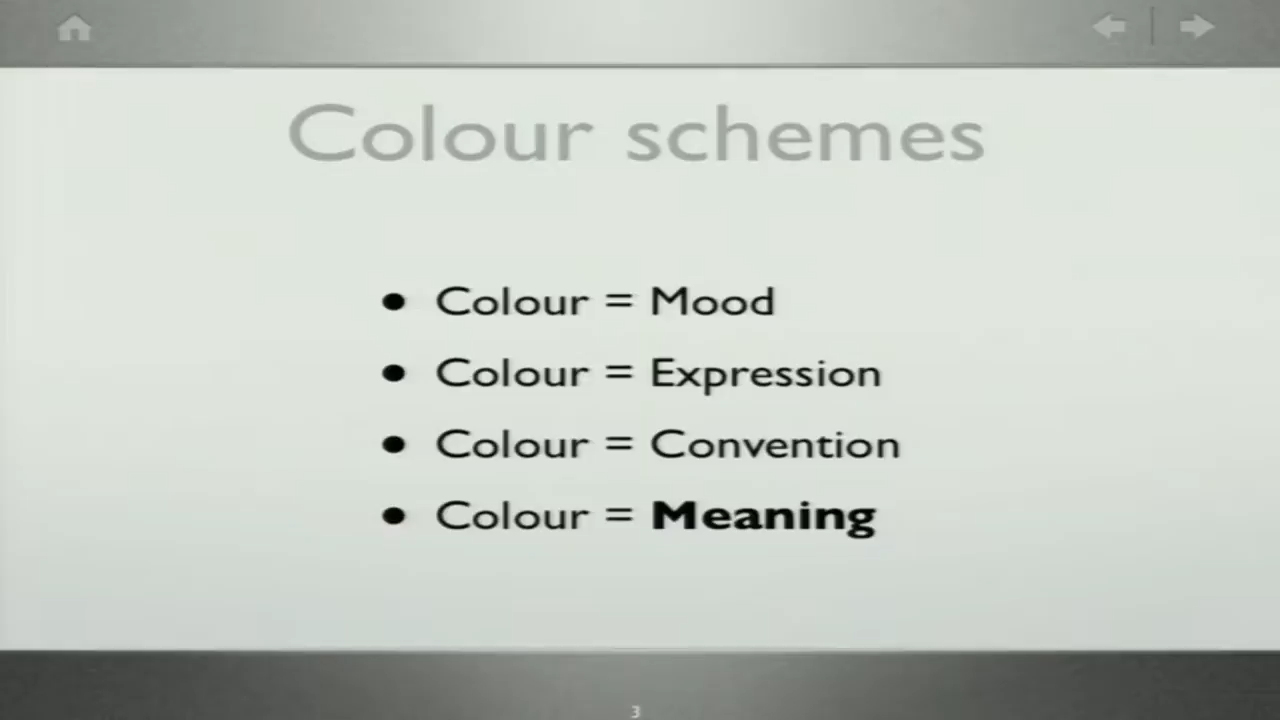 Colour schemes
• Colour = Mood
• Colour = Expression
• Colour = Convention
• Colour = Meaning
3